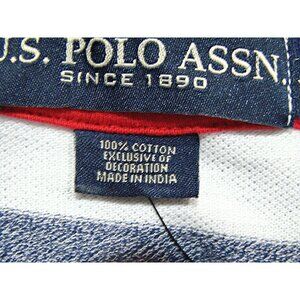 U.S. POLO ASSN.
SINCE 1890
100% COTTON
EXCLUSIVE OF
DECORATION
MADE IN INDIA